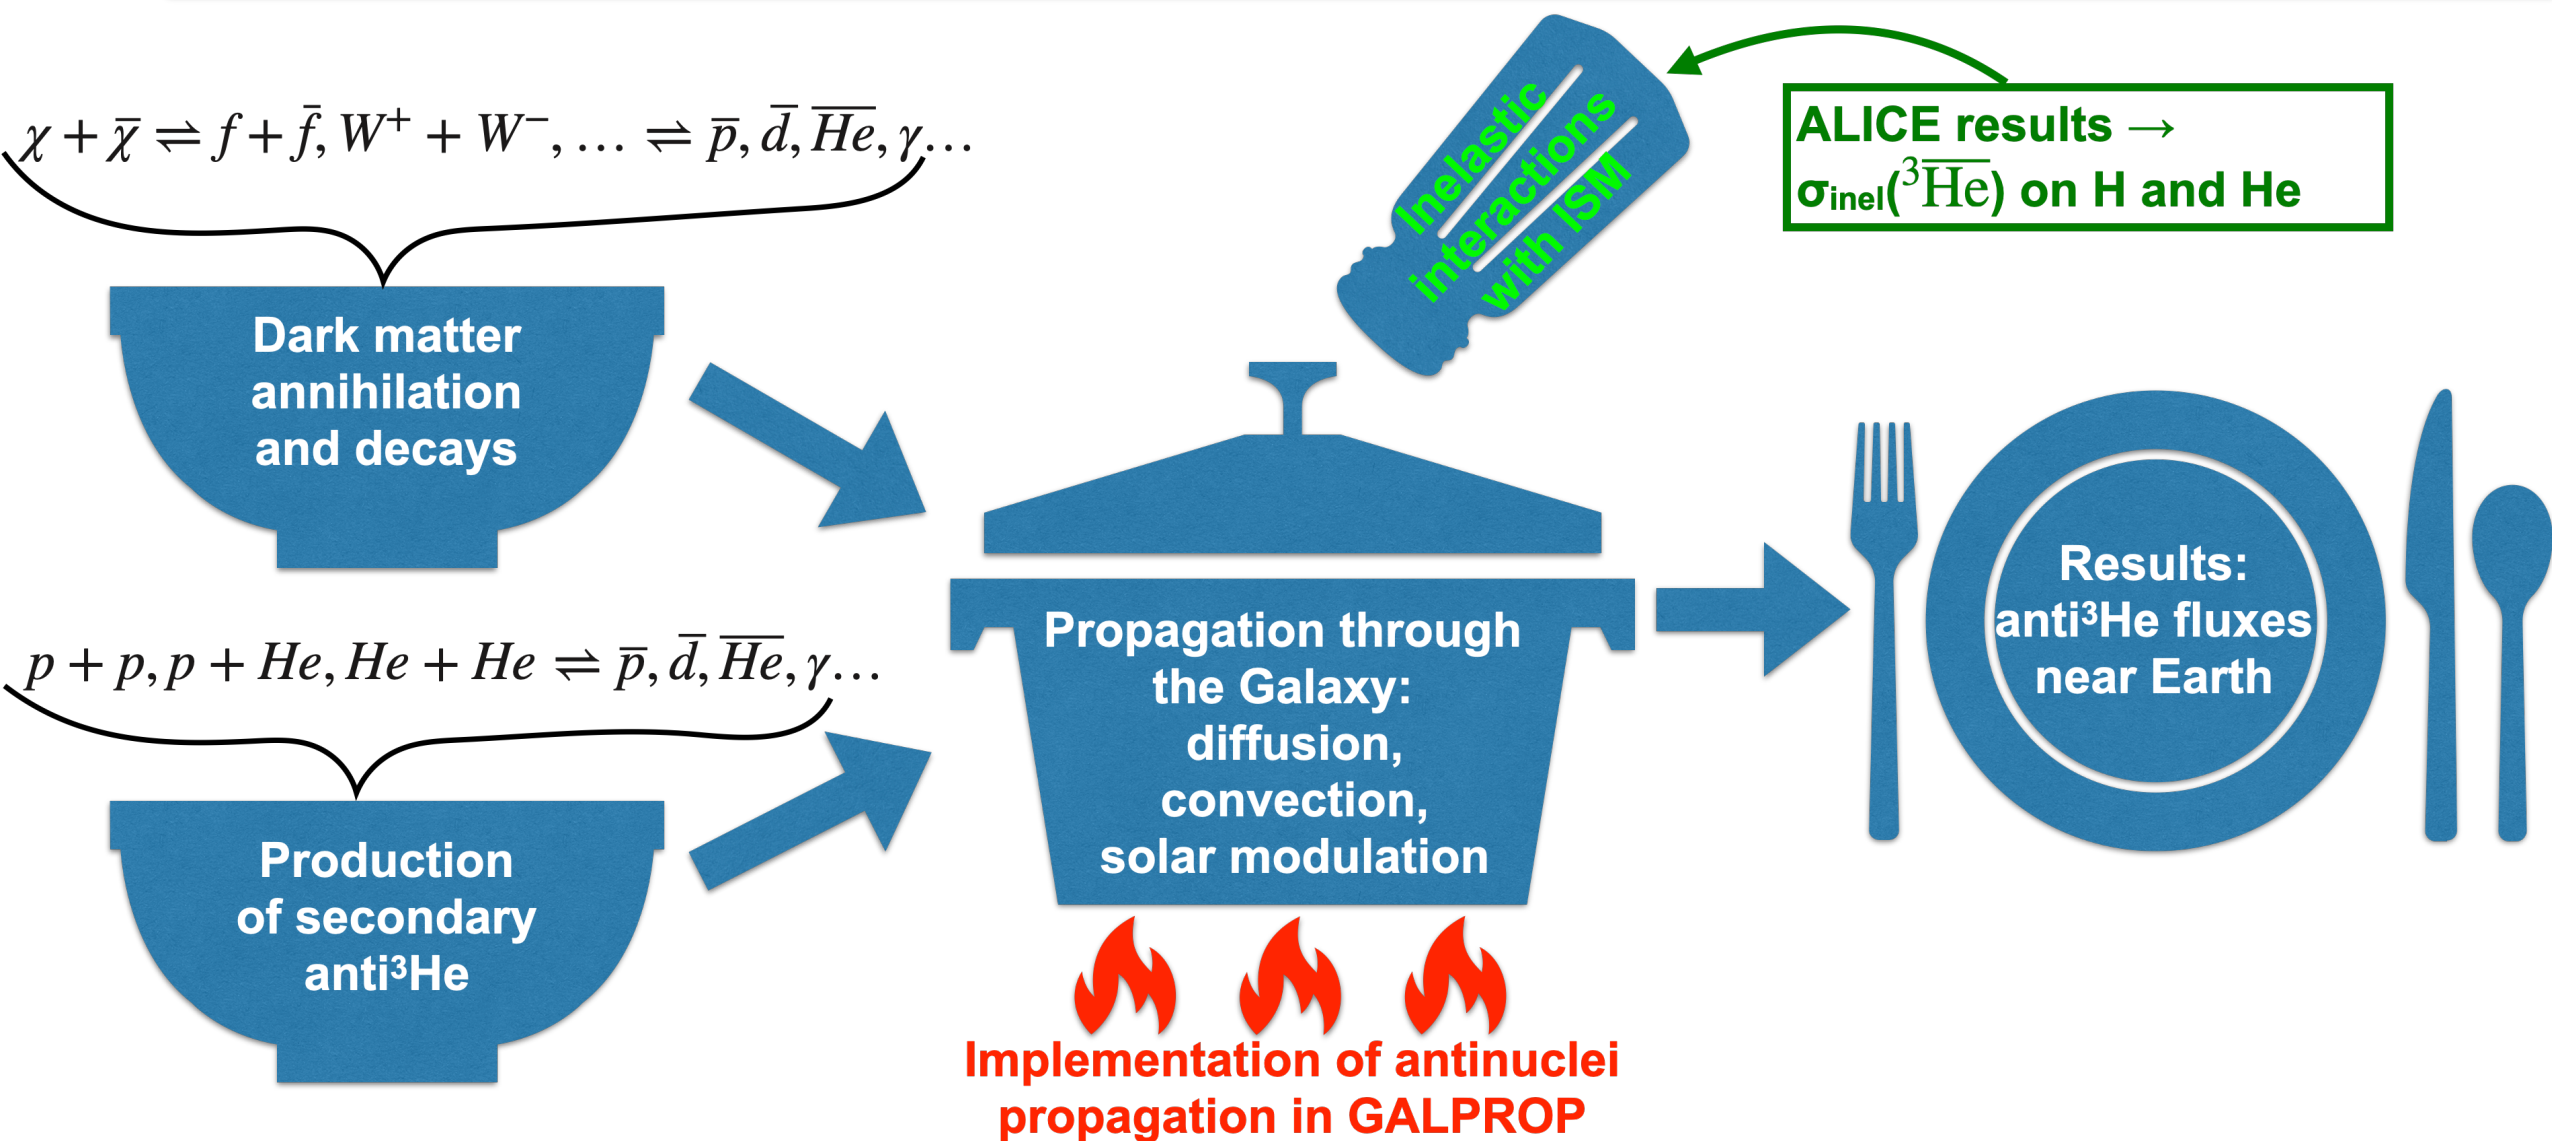 χ + χ̄ ⇌ f + f̄, W⁺ + W⁻, … ⇌ p̅, d̅, H̅e̅, γ…
Dark matter
annihilation
and decays
p + p, p + He, He + He ⇌ p̅, d̅, H̅e̅, γ…
Production
of secondary
anti³He
Inelastic
interactions
with ISM
ALICE results →
σinel(³H̅e̅) on H and He
Propagation through
the Galaxy:
diffusion,
convection,
solar modulation
Implementation of antinuclei
propagation in GALPROP
Results:
anti³He fluxes
near Earth